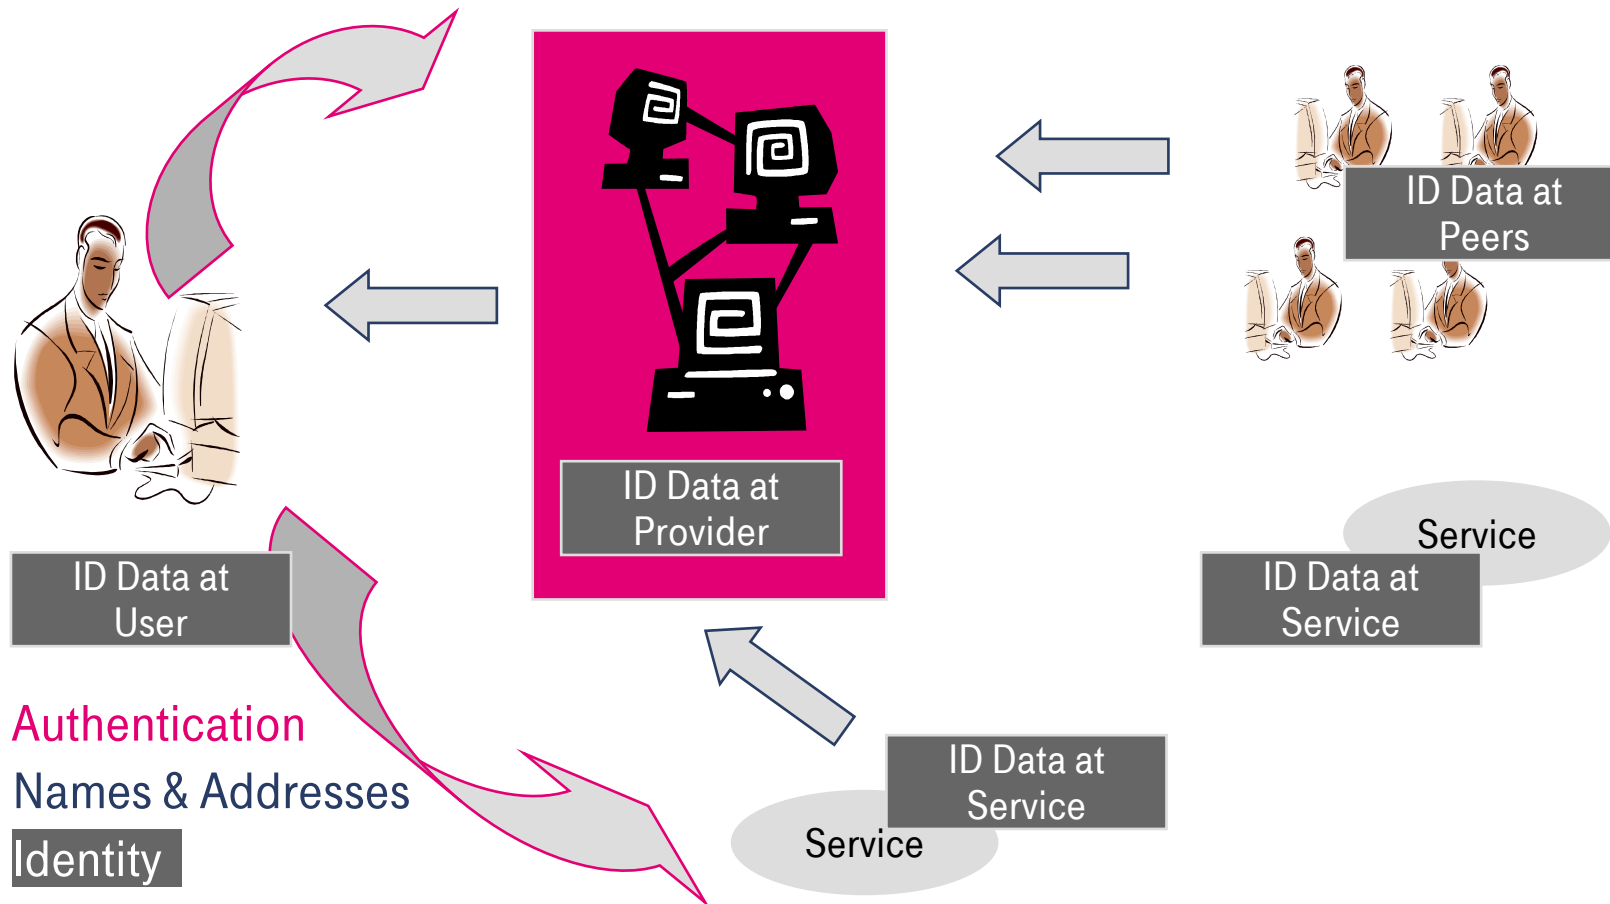 ID Data at
Peers
ID Data at
Provider
Service
ID Data at
Service
ID Data at
User
Authentication
Names & Addresses
Identity
ID Data at
Service
Service